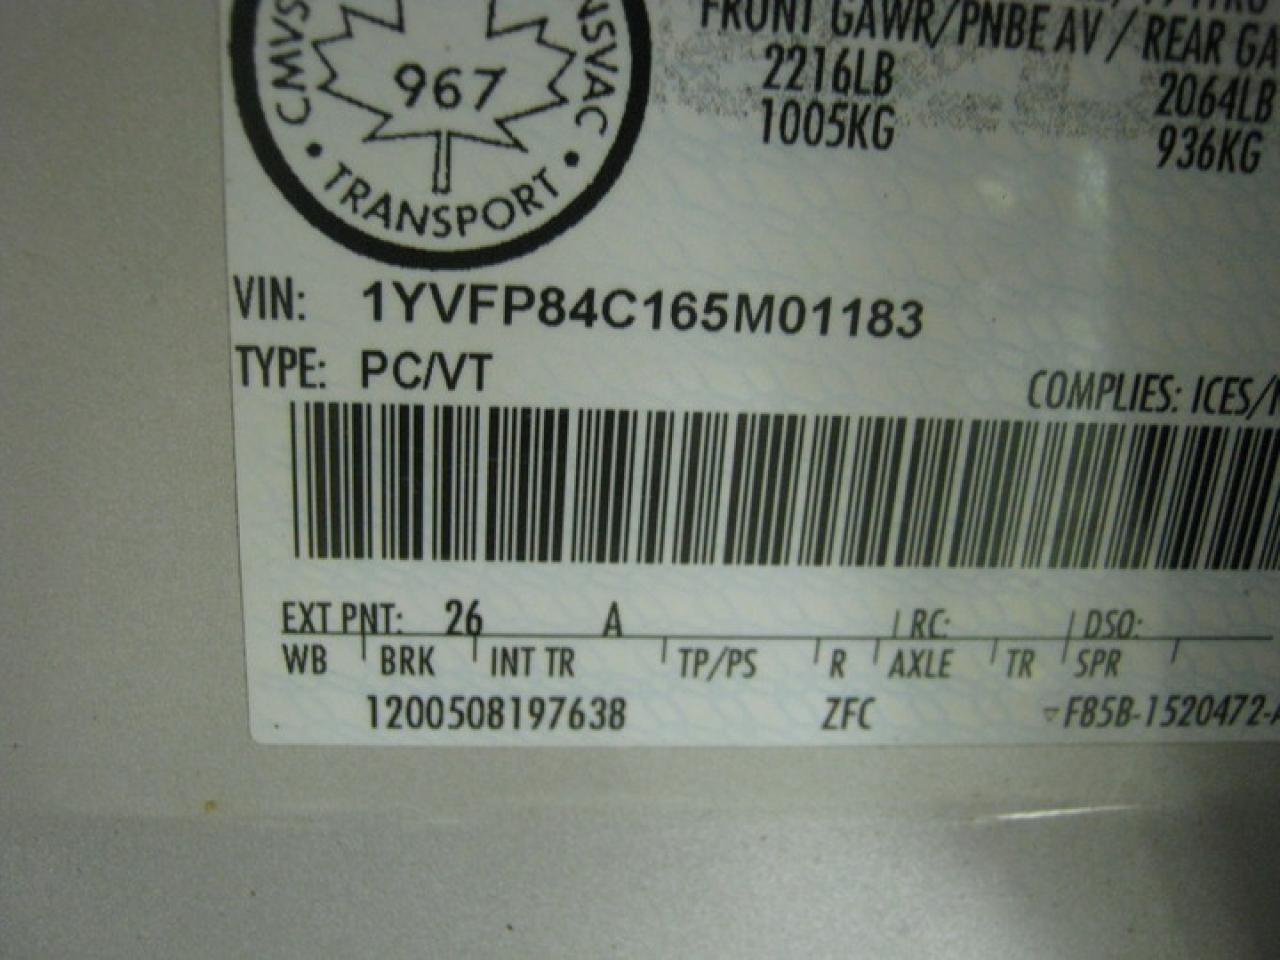 CMVS
NSVAC
967
TRANSPORT
FRONT GAWR/PNBE AV / REAR GA
2216LB 2064LB
1005KG 936KG
VIN: 1YVFP84C165M01183
TYPE: PC/VT
COMPLIES: ICES/
EXT PNT: 26 A RC: DSO:
WB BRK INT TR TP/PS R AXLE TR SPR
1200508197638 ZFC ▽F85B-1520472-A